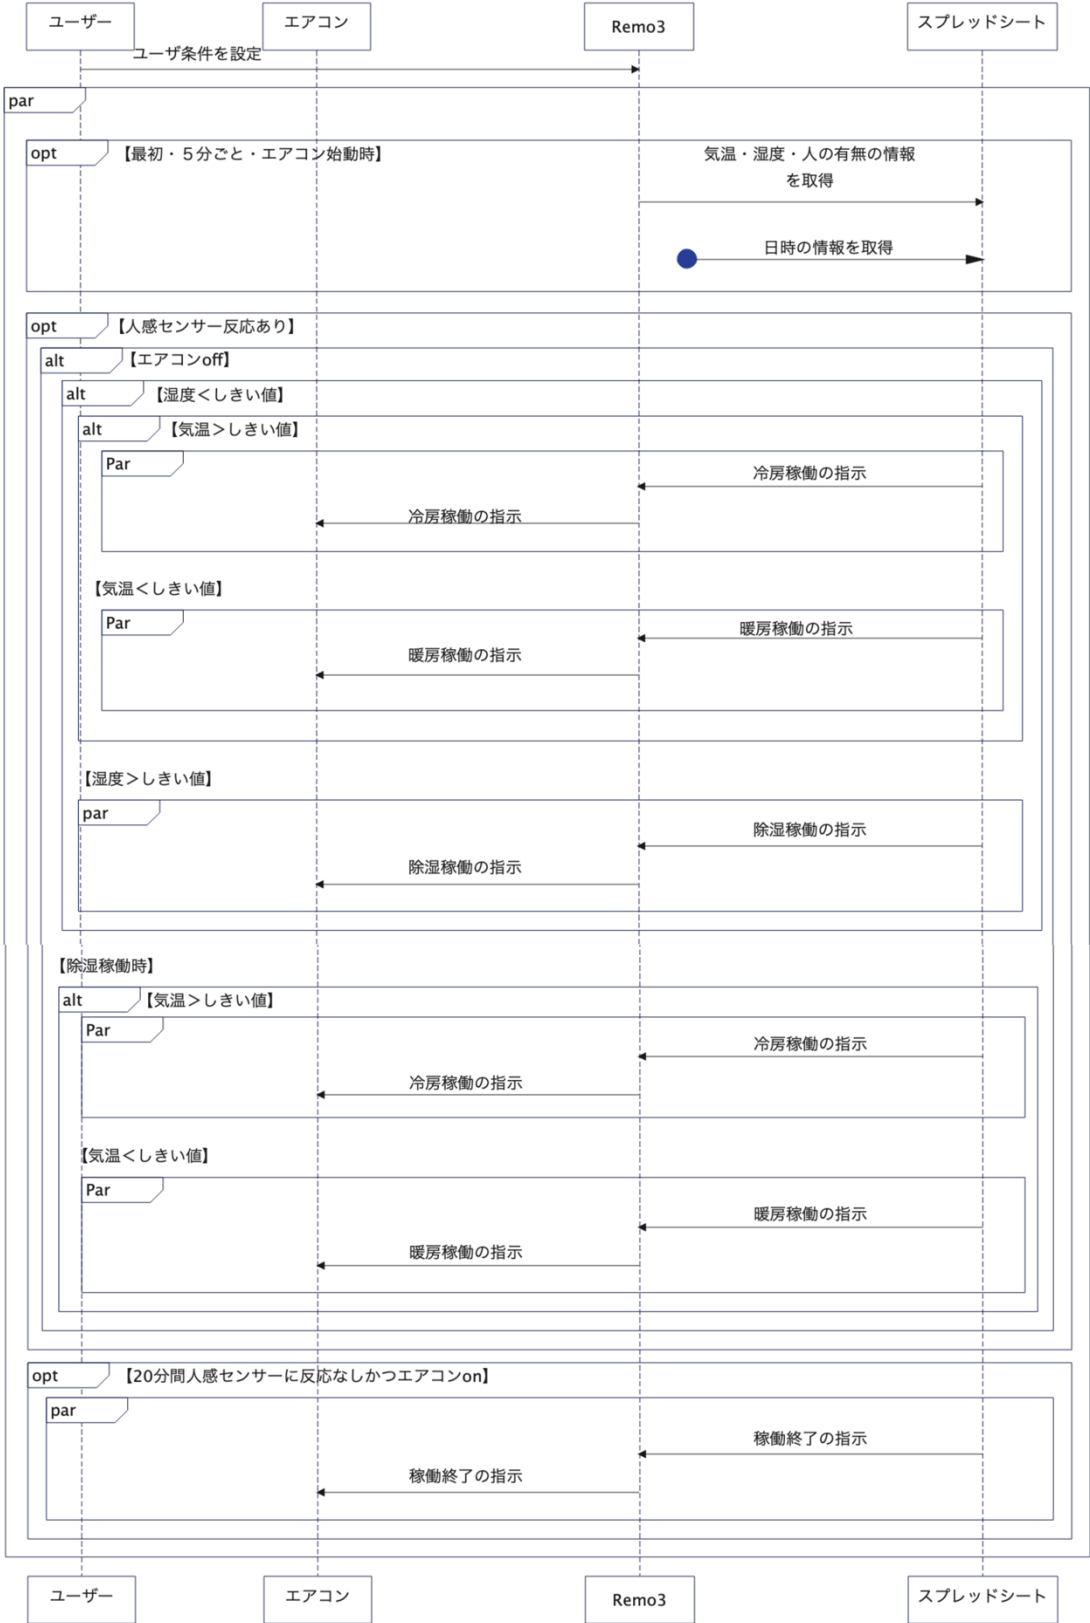 ユーザー
エアコン
Remo3
スプレッドシート
ユーザ条件を設定
par
opt
【最初・５分ごと・エアコン始動時】
気温・湿度・人の有無の情報
を取得
日時の情報を取得
opt
【人感センサー反応あり】
alt
【エアコンoff】
alt
【湿度＜しきい値】
alt
【気温＞しきい値】
Par
冷房稼働の指示
冷房稼働の指示
【気温＜しきい値】
Par
暖房稼働の指示
暖房稼働の指示
【湿度＞しきい値】
par
除湿稼働の指示
除湿稼働の指示
【除湿稼働時】
alt
【気温＞しきい値】
Par
冷房稼働の指示
冷房稼働の指示
【気温＜しきい値】
Par
暖房稼働の指示
暖房稼働の指示
opt
【20分間人感センサーに反応なしかつエアコンon】
par
稼働終了の指示
稼働終了の指示
ユーザー
エアコン
Remo3
スプレッドシート